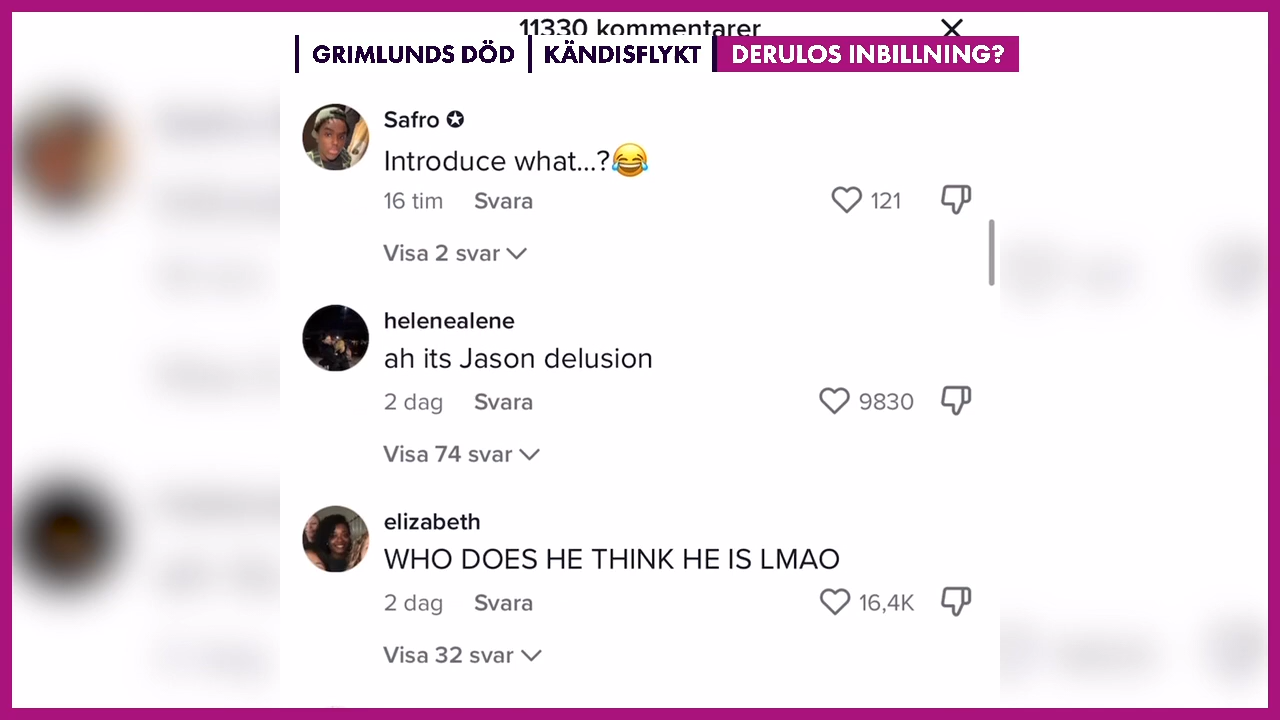 11330 kommentarer
GRIMLUNDS DÖD KÄNDISFLYKT DERULOS INBILLNING?
Safro
Introduce what...?😂
16 tim Svara 121
Visa 2 svar
helenealene
ah its Jason delusion
2 dag Svara 9830
Visa 74 svar
elizabeth
WHO DOES HE THINK HE IS LMAO
2 dag Svara 16,4K
Visa 32 svar